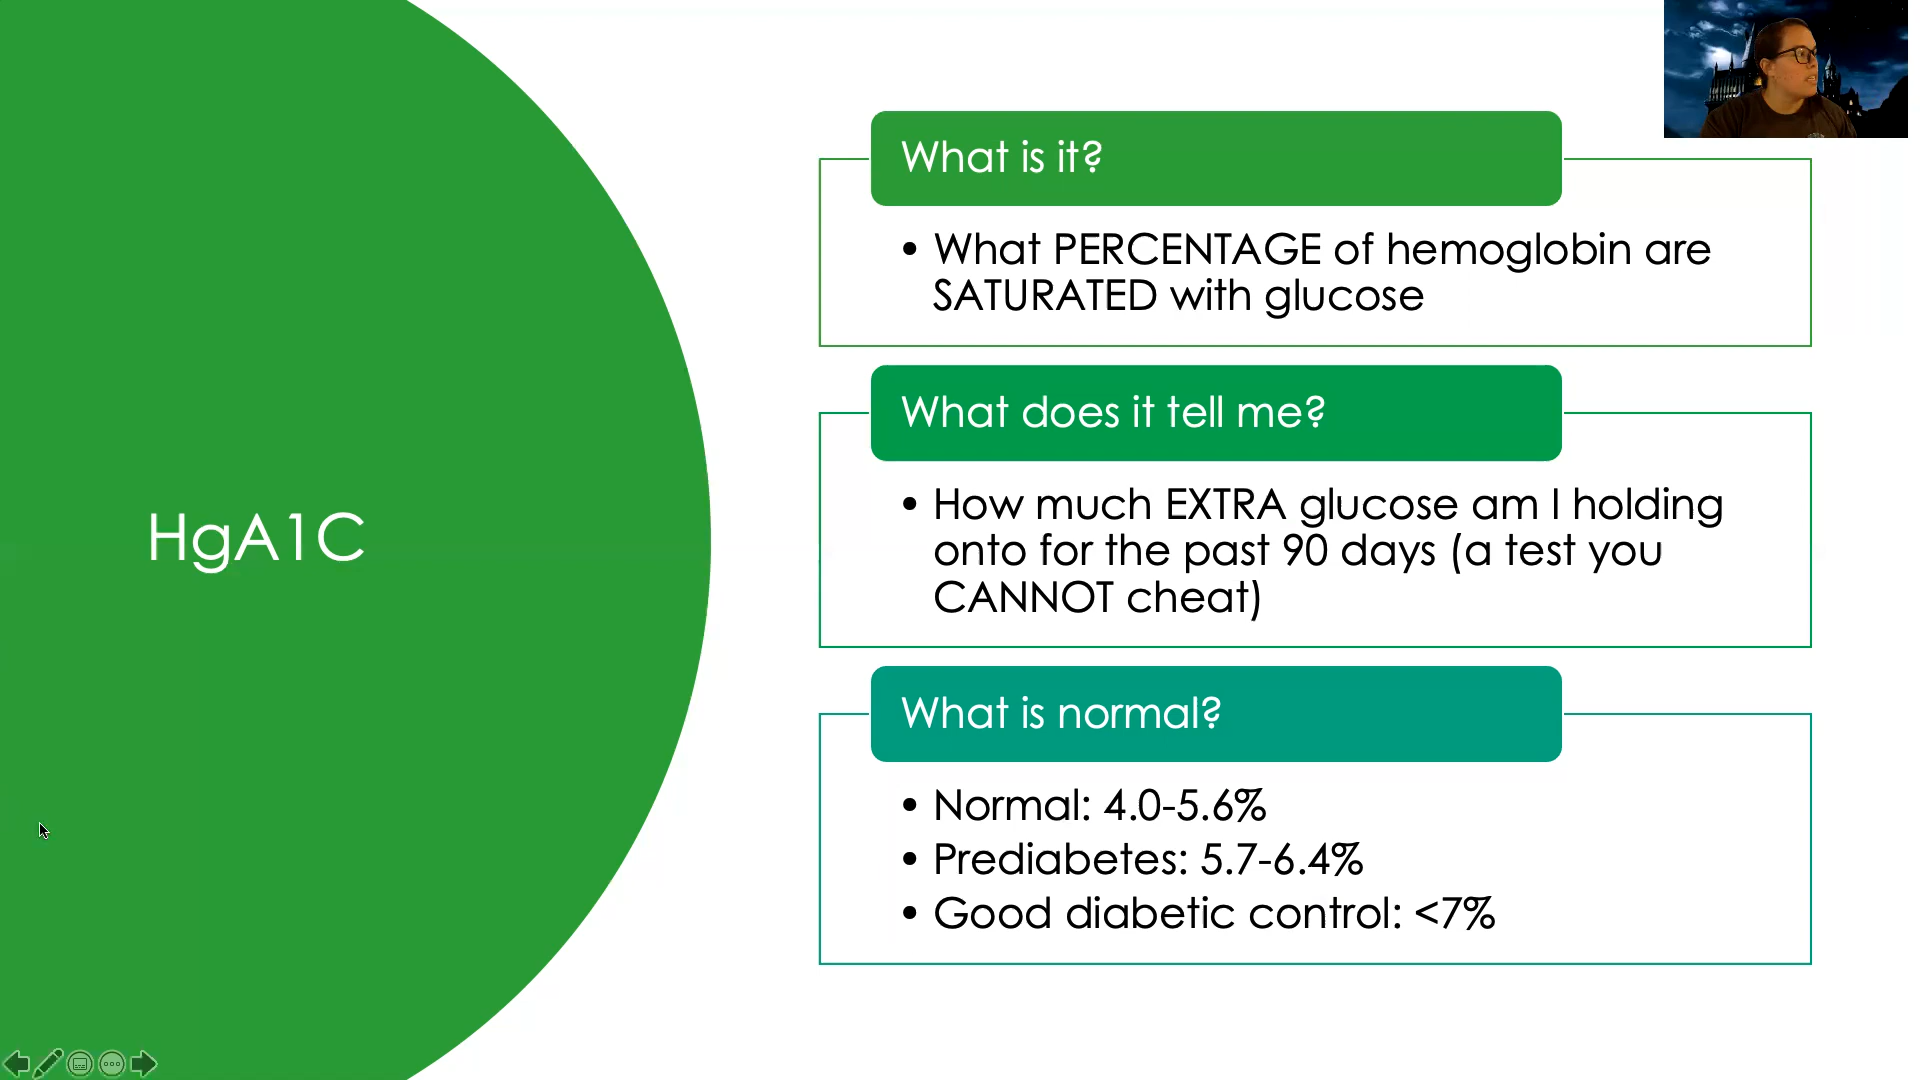 HgA1C
What is it?
• What PERCENTAGE of hemoglobin are
SATURATED with glucose
What does it tell me?
• How much EXTRA glucose am I holding
onto for the past 90 days (a test you
CANNOT cheat)
What is normal?
• Normal: 4.0-5.6%
• Prediabetes: 5.7-6.4%
• Good diabetic control: <7%